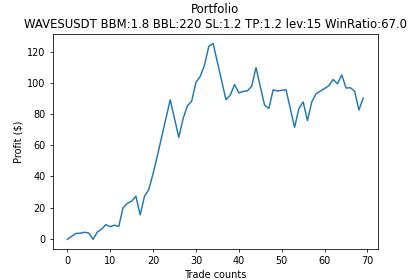 Portfolio
WAVESUSDT BBM:1.8 BBL:220 SL:1.2 TP:1.2 lev:15 WinRatio:67.0
120
100
80
60
40
20
0
Profit ($)
0 10 20 30 40 50 60 70
Trade counts